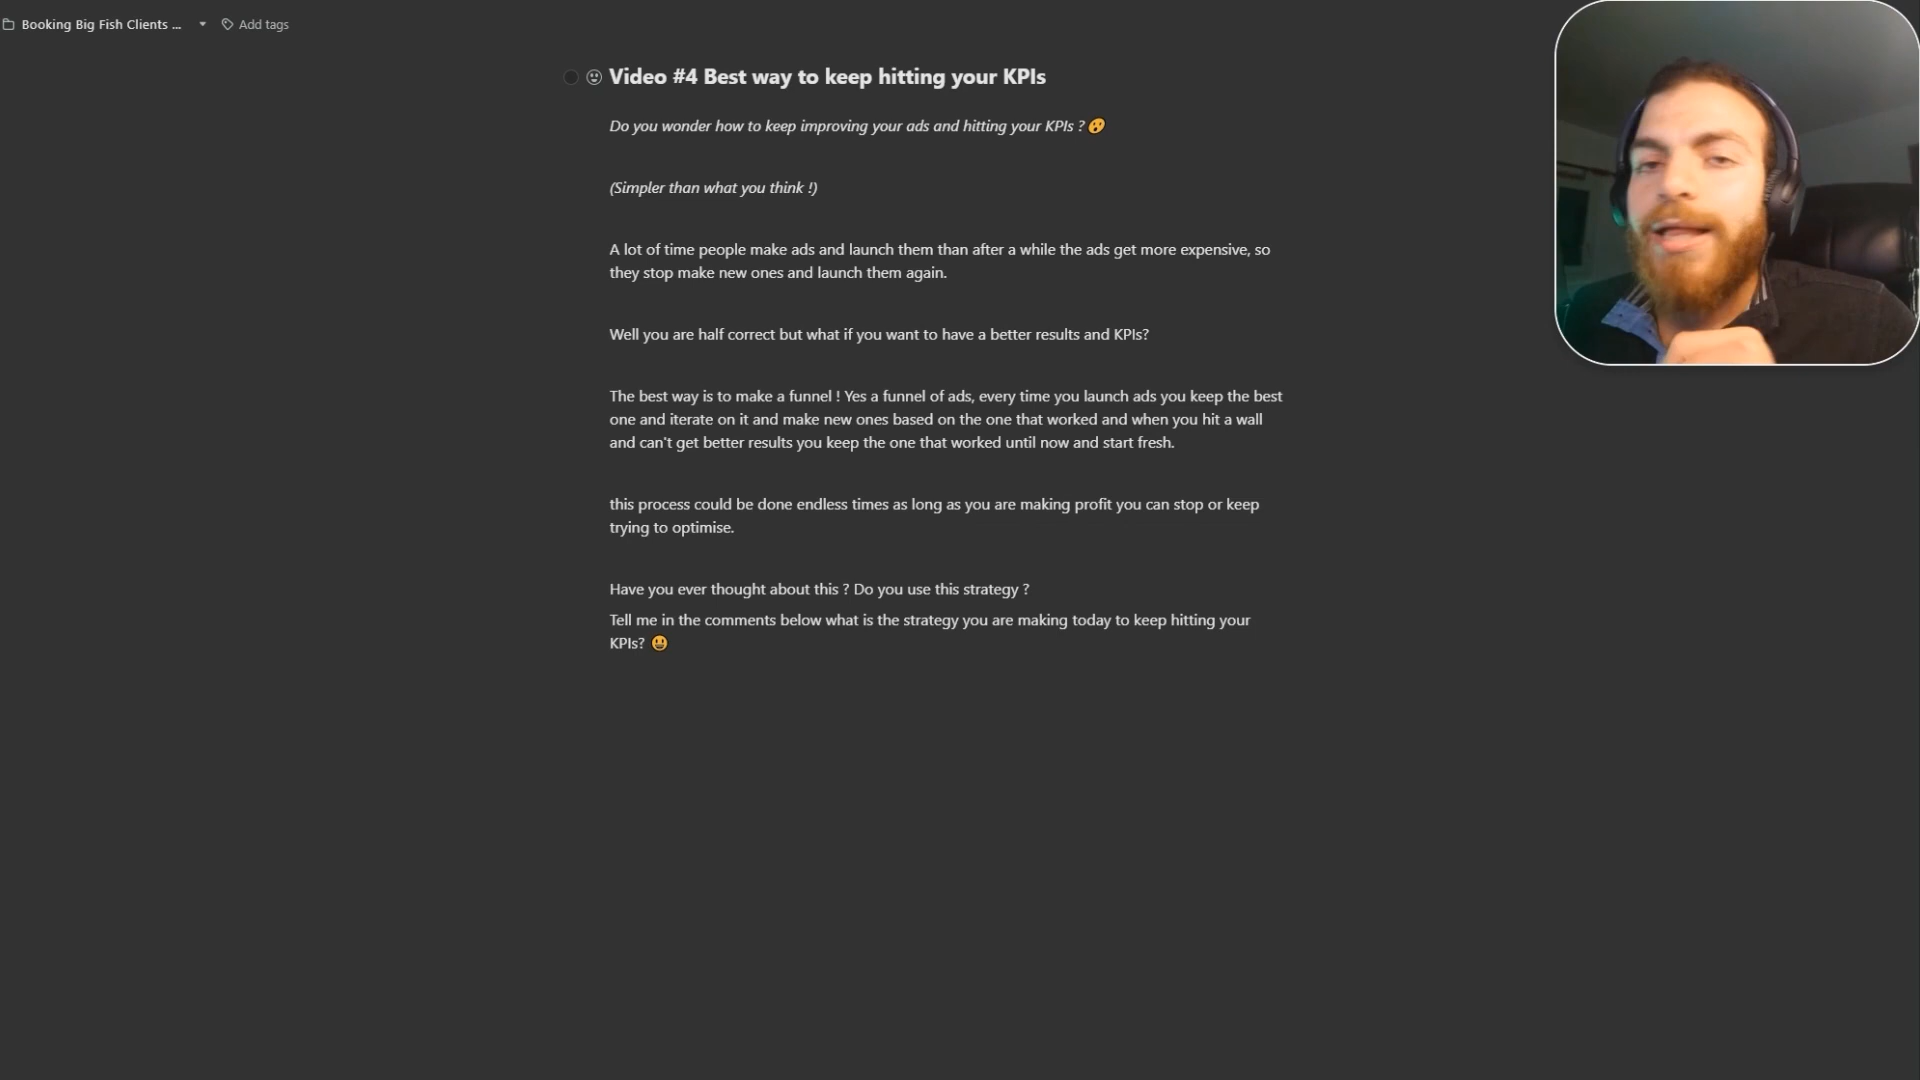 Booking Big Fish Clients ...
Add tags
Video #4 Best way to keep hitting your KPIs
Do you wonder how to keep improving your ads and hitting your KPIs ? 😯
(Simpler than what you think !)
A lot of time people make ads and launch them than after a while the ads get more expensive, so
they stop make new ones and launch them again.
Well you are half correct but what if you want to have a better results and KPIs?
The best way is to make a funnel ! Yes a funnel of ads, every time you launch ads you keep the best
one and iterate on it and make new ones based on the one that worked and when you hit a wall
and can't get better results you keep the one that worked until now and start fresh.
this process could be done endless times as long as you are making profit you can stop or keep
trying to optimise.
Have you ever thought about this ? Do you use this strategy ?
Tell me in the comments below what is the strategy you are making today to keep hitting your
KPIs? 😃